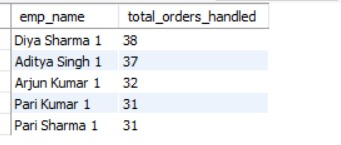 emp_name total_orders_handled
Diya Sharma 1 38
Aditya Singh 1 37
Arjun Kumar 1 32
Pari Kumar 1 31
Pari Sharma 1 31